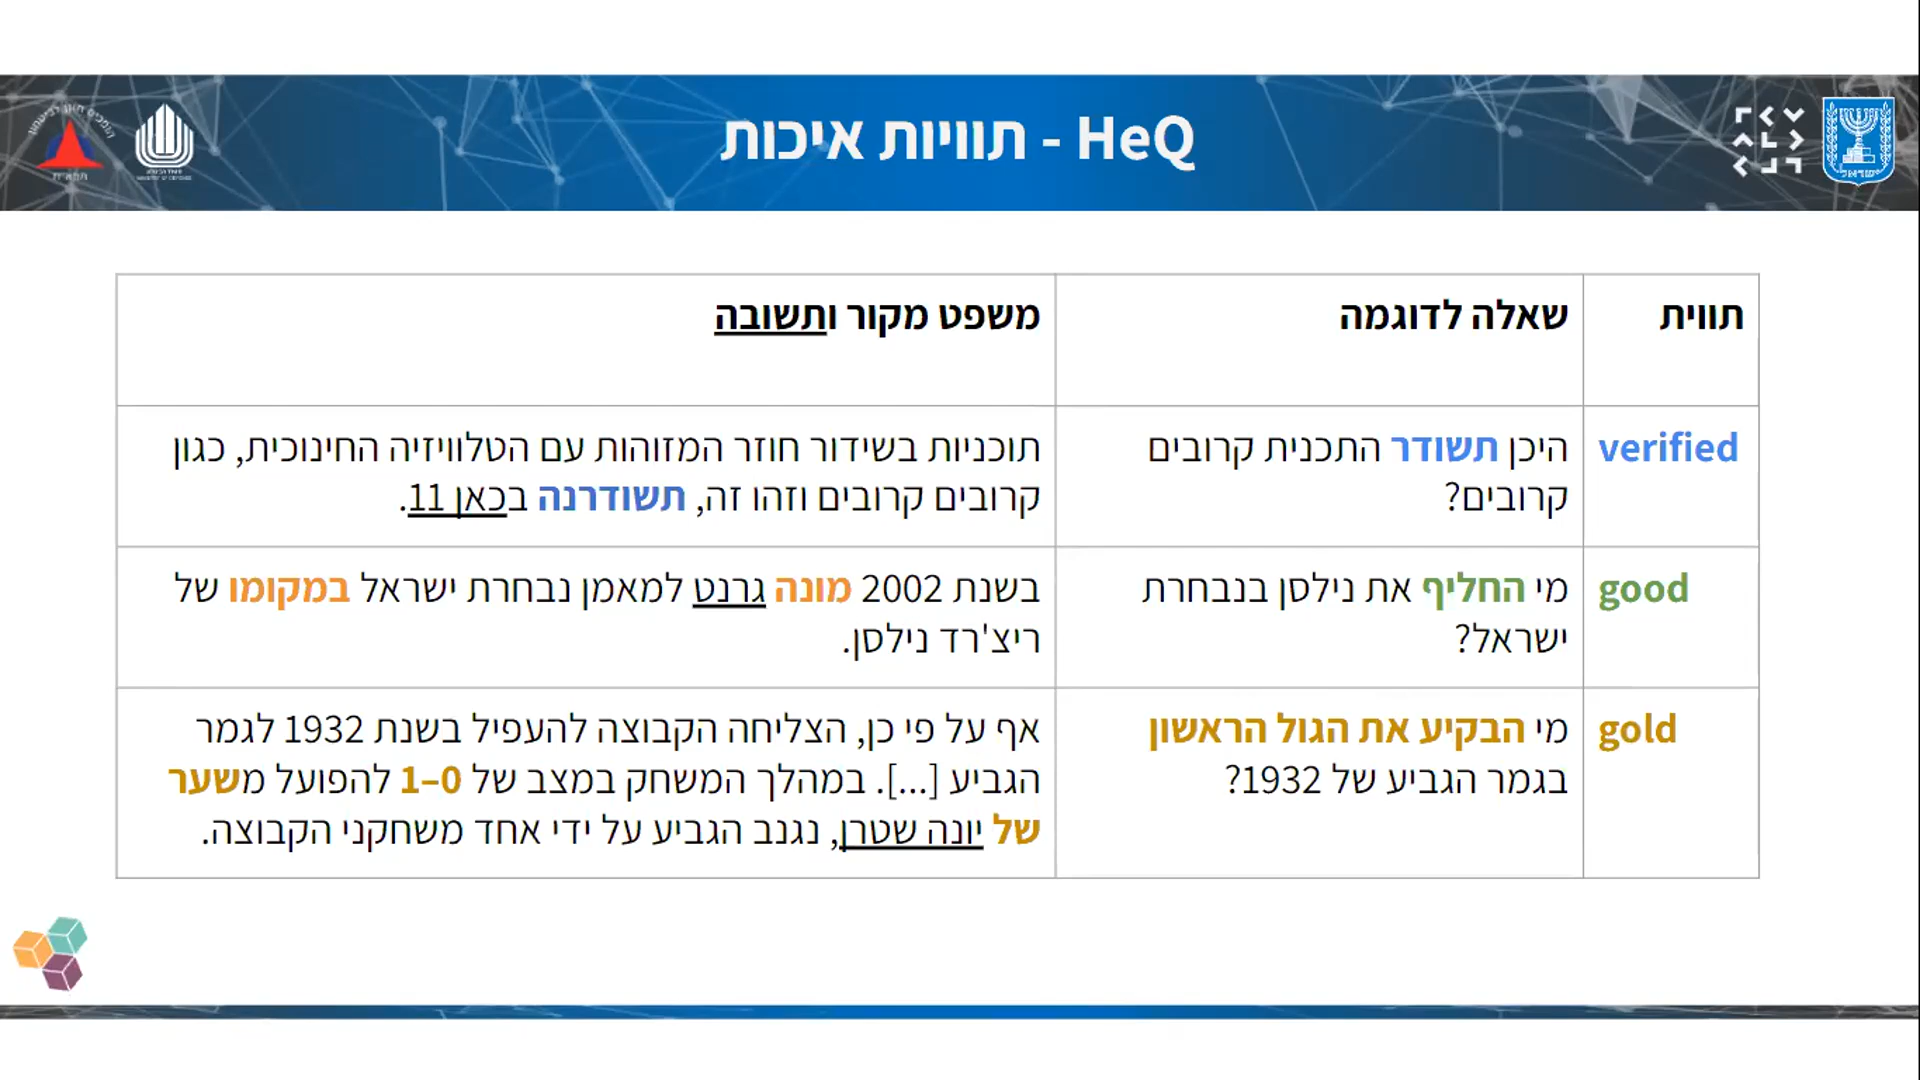 HeQ - תוויות איכות
תווית
שאלה לדוגמה
משפט מקור ותשובה
verified
היכן תשודר התכנית קרובים
קרובים?
תוכניות בשידור חוזר המזוהות עם הטלוויזיה החינוכית, כגון
קרובים קרובים וזהו זה, תשודרנה בכאן 11.
good
מי החליף את נילסן בנבחרת
ישראל?
בשנת 2002 מונה גרנט למאמן נבחרת ישראל במקומו של
ריצ'רד נילסן.
gold
מי הבקיע את הגול הראשון
בגמר הגביע של 1932?
אף על פי כן, הצליחה הקבוצה להעפיל בשנת 1932 לגמר
הגביע [...]. במהלך המשחק במצב של 1–0 להפועל משער
של יונה שטרן, נגנב הגביע על ידי אחד משחקני הקבוצה.
ישראל